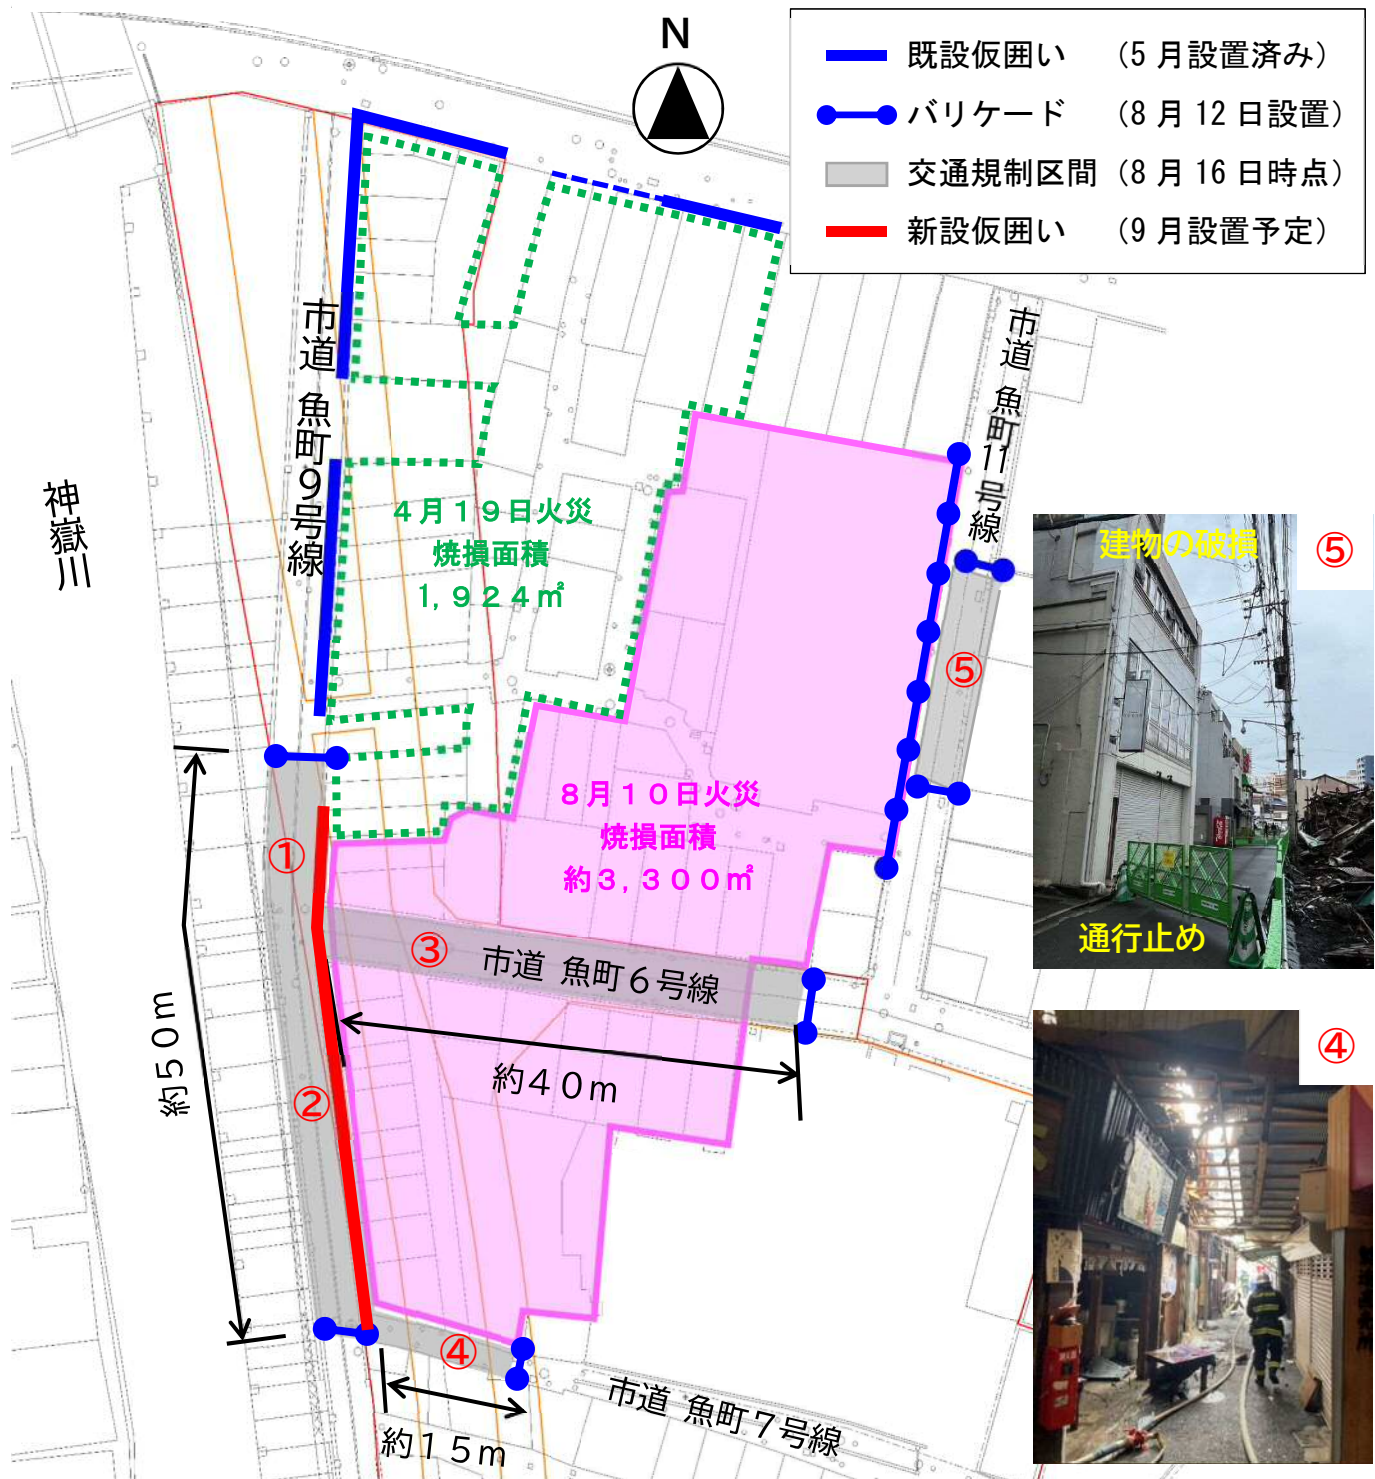 N
既設仮囲い （5月設置済み）
バリケード （8月12日設置）
交通規制区間（8月16日時点）
新設仮囲い （9月設置予定）
市道 魚町9号線
市道 魚町11号線
神嶽川
4月19日火災
焼損面積
1,924㎡
建物の破損
⑤
通行止め
⑤
8月10日火災
焼損面積
約3,300㎡
①
③
市道 魚町6号線
約50m
約40m
②
④
④
市道 魚町7号線
約15m